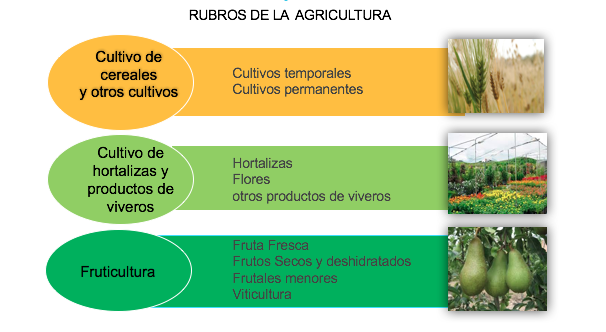 RUBROS DE LA AGRICULTURA
Cultivo de
cereales
y otros cultivos
Cultivos temporales
Cultivos permanentes
Cultivo de
hortalizas y
productos de
viveros
Hortalizas
Flores
otros productos de viveros
Fruticultura
Fruta Fresca
Frutos Secos y deshidratados
Frutales menores
Viticultura